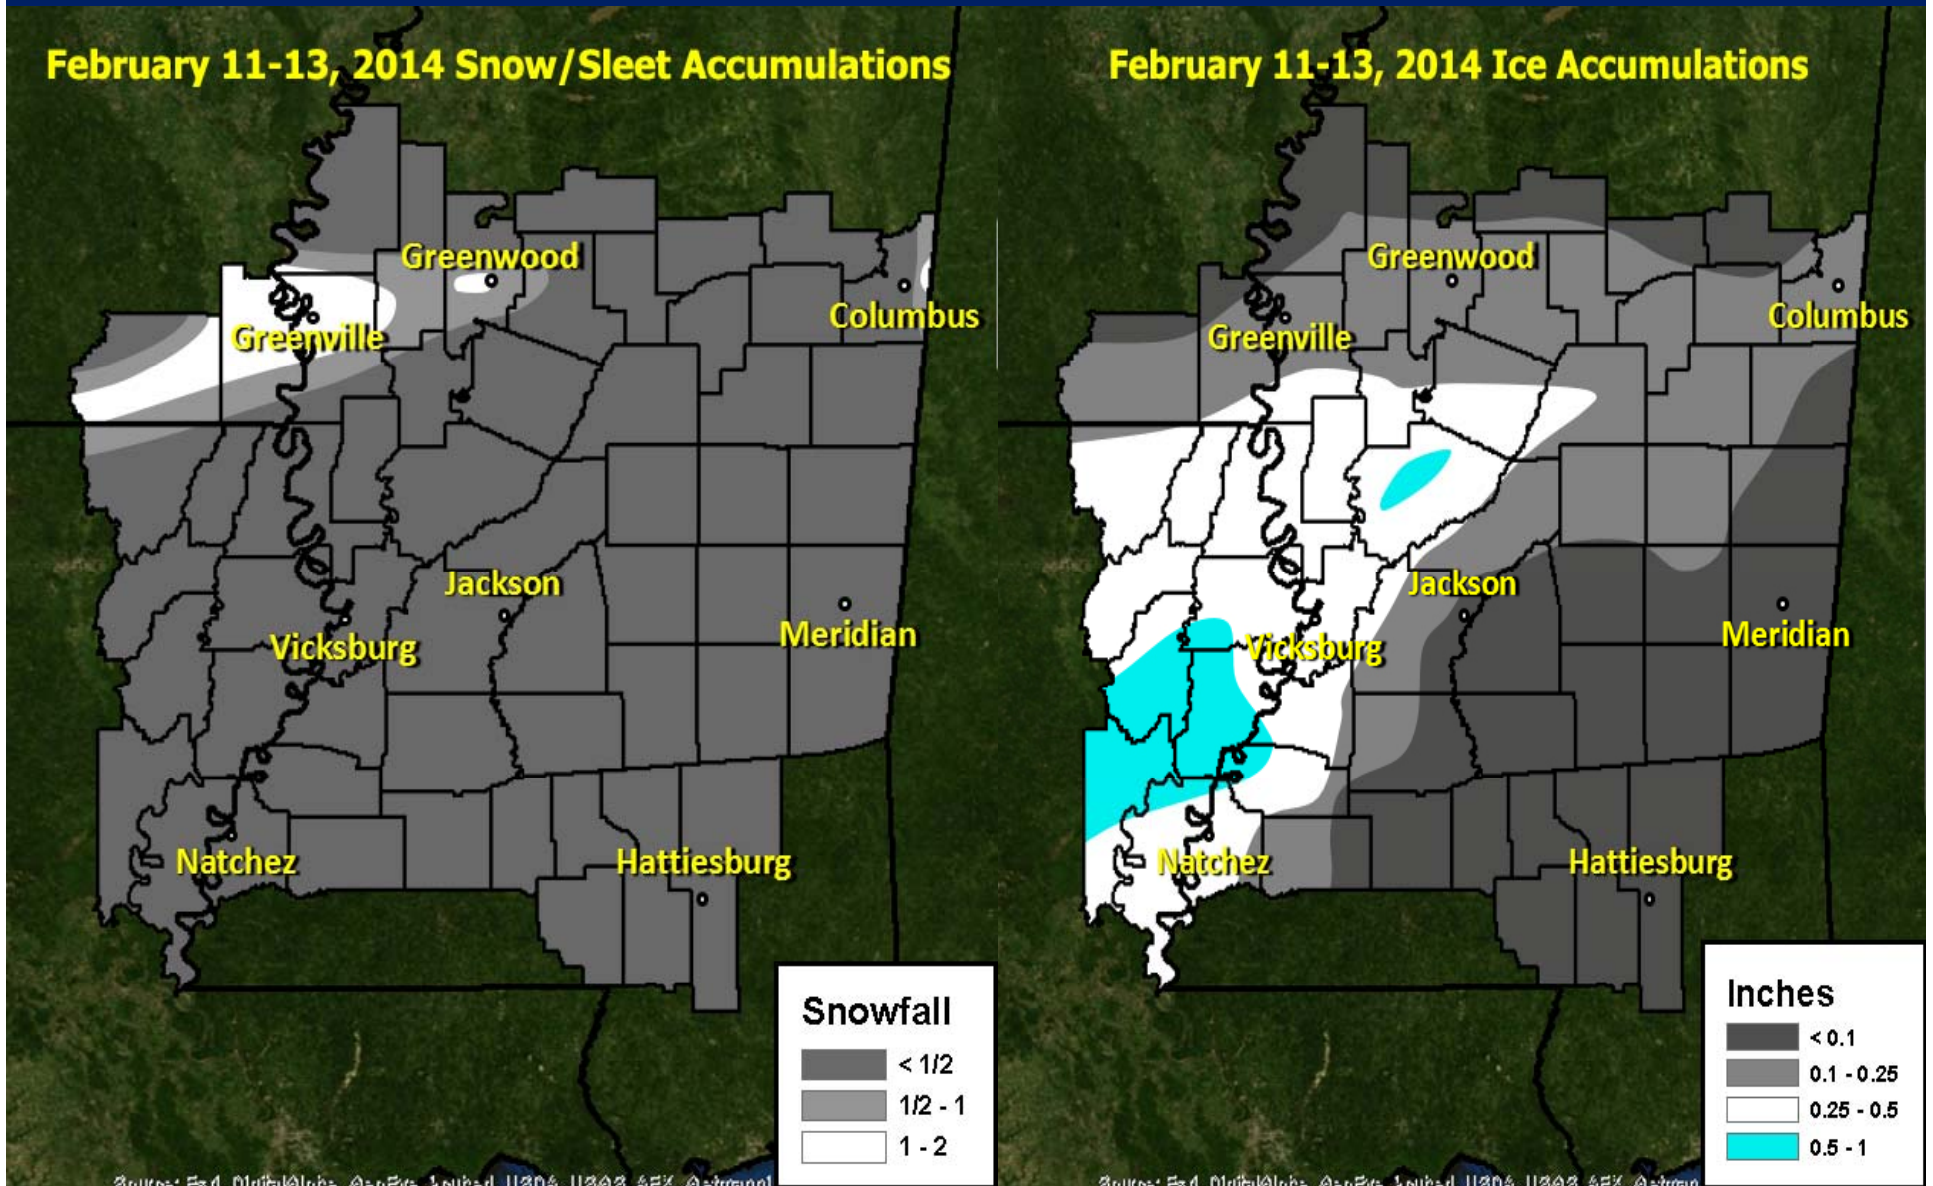 February 11-13, 2014 Snow/Sleet Accumulations
Greenwood
Columbus
Greenville
Jackson
Meridian
Vicksburg
Natchez
Hattiesburg
Snowfall
< 1/2
1/2 - 1
1 - 2
February 11-13, 2014 Ice Accumulations
Greenwood
Columbus
Greenville
Jackson
Meridian
Vicksburg
Natchez
Hattiesburg
Inches
< 0.1
0.1 - 0.25
0.25 - 0.5
0.5 - 1